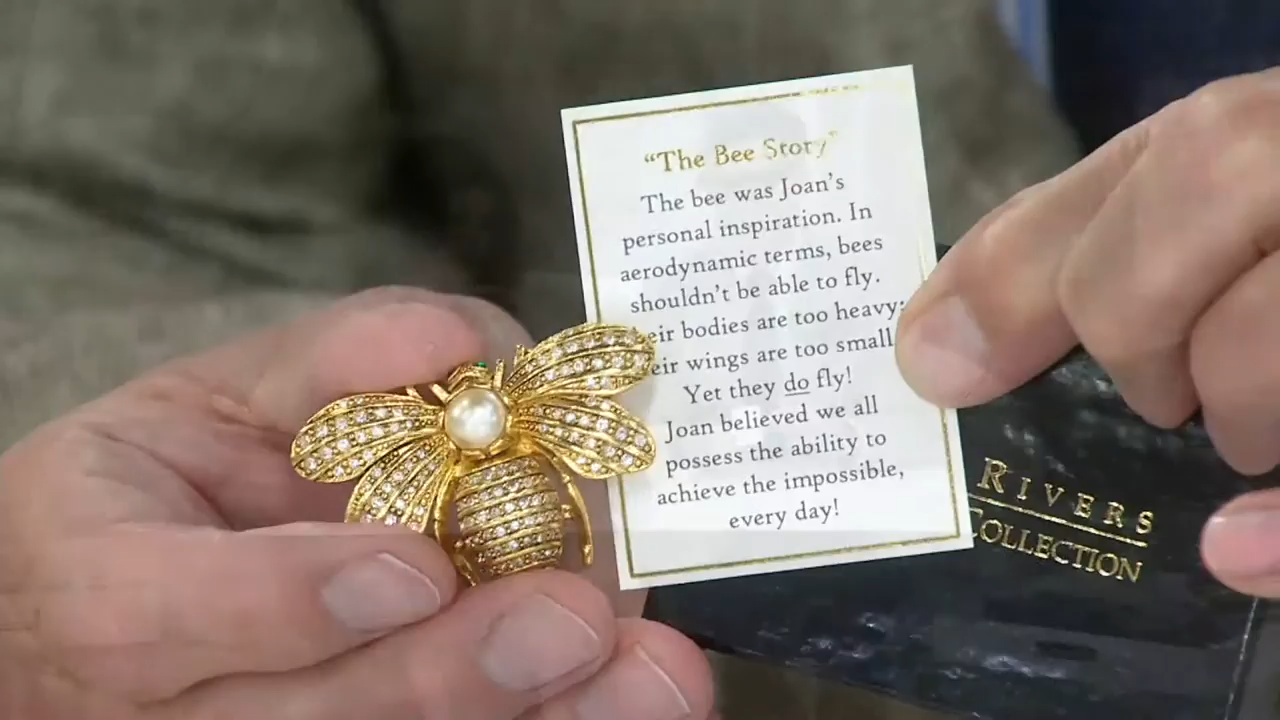 “The Bee Story”
The bee was Joan’s
personal inspiration. In
aerodynamic terms, bees
shouldn’t be able to fly.
bodies are too heavy;
wings are too small.
Yet they do fly!
Joan believed we all
possess the ability to
achieve the impossible,
every day!
RIVERS
COLLECTION